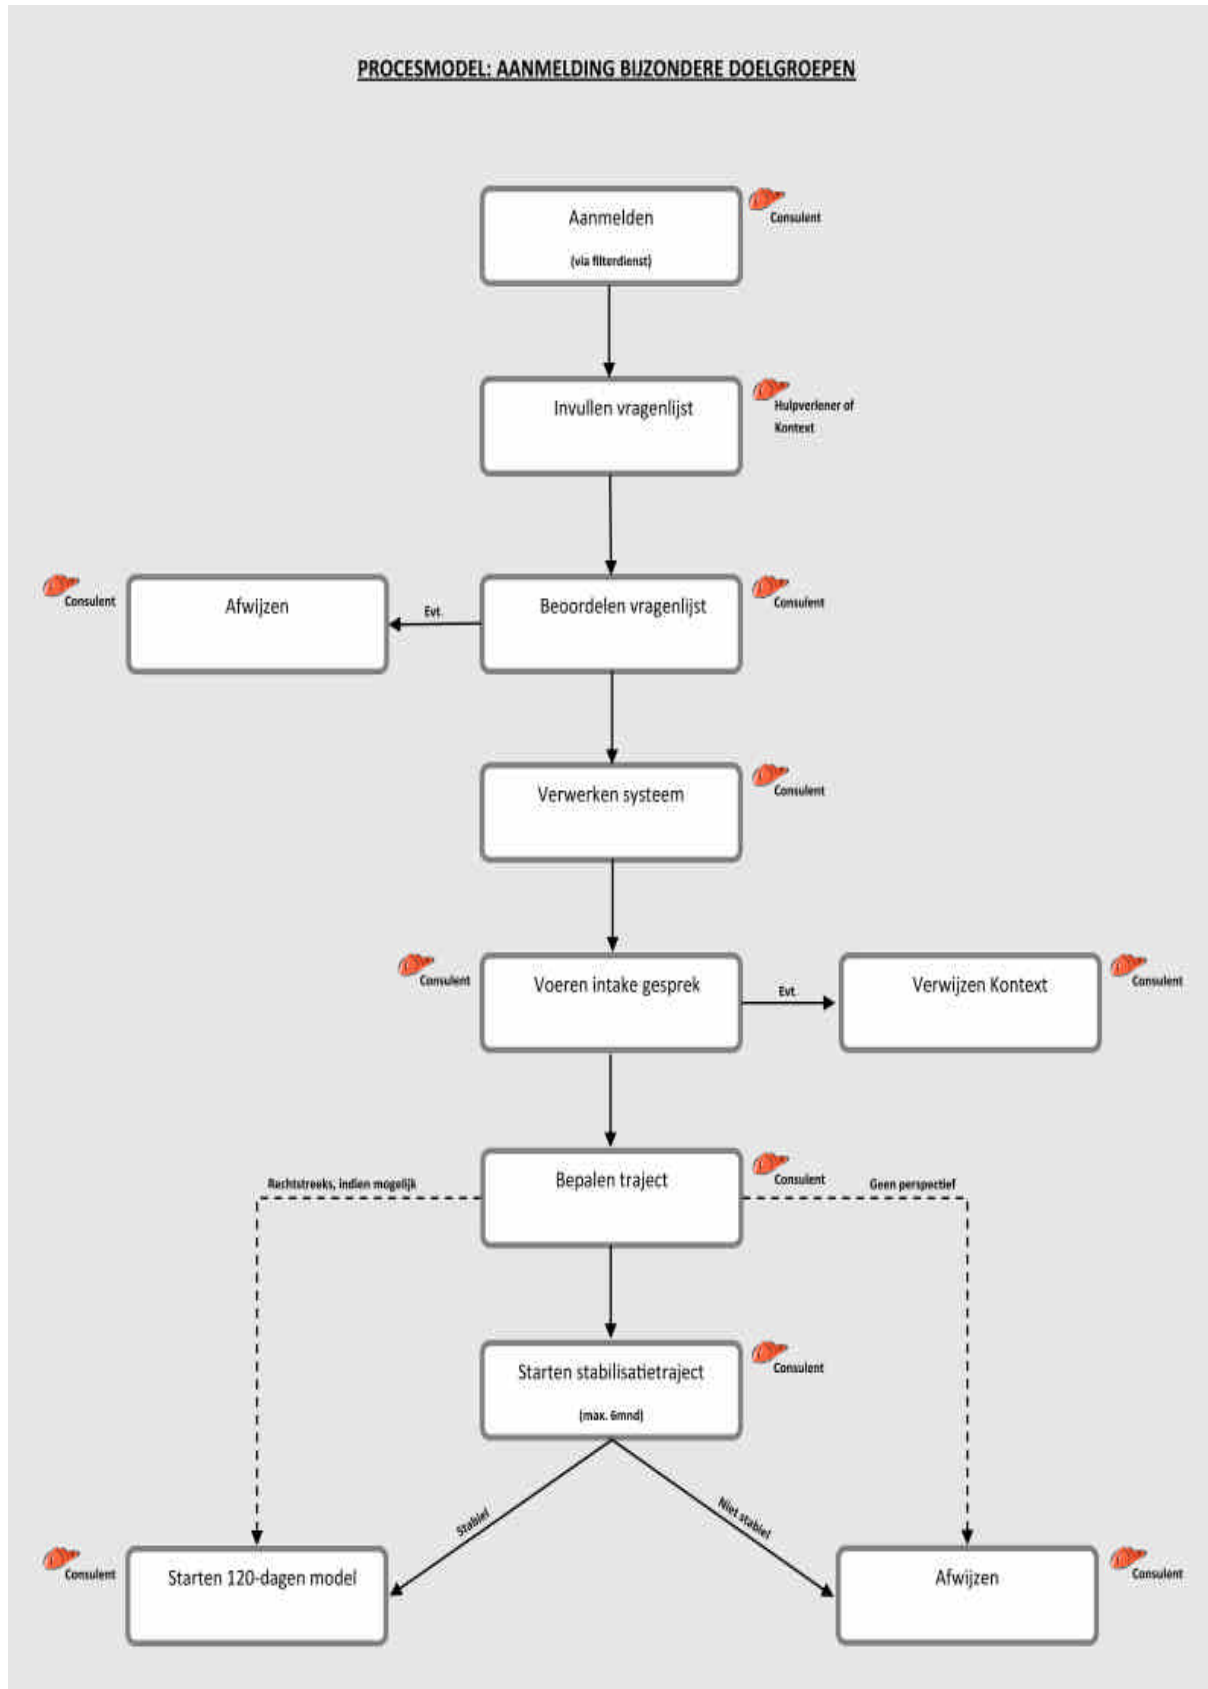 PROCESMODEL: AANMELDING BIJZONDERE DOELGROEPEN
Aanmelden
(via filterdienst)
Consulent
Invullen vragenlijst
Hulpverlener of
Kontext
Consulent
Afwijzen
Evt.
Beoordelen vragenlijst
Consulent
Verwerken systeem
Consulent
Consulent
Voeren intake gesprek
Evt.
Verwijzen Kontext
Consulent
Rechtstreeks, indien mogelijk
Bepalen traject
Consulent
Geen perspectief
Starten stabilisatietraject
(max. 6mnd)
Consulent
Stabiel
Niet stabiel
Consulent
Starten 120-dagen model
Afwijzen
Consulent